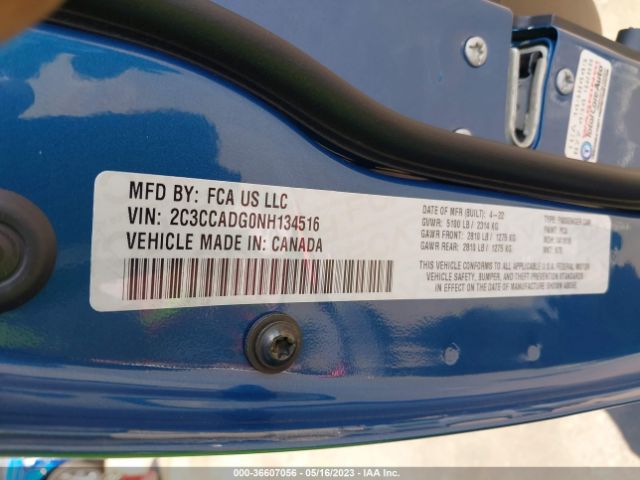 MFD BY: FCA US LLC
VIN: 2C3CCADG0NH134516
VEHICLE MADE IN: CANADA
DATE OF MFR (BUILT): 4-22
GVWR: 5100 LB / 2314 KG
GAWR FRONT: 2810 LB / 1275 KG
GAWR REAR: 2810 LB / 1275 KG
TYPE: PASSENGER CAR
THIS VEHICLE CONFORMS TO ALL APPLICABLE U.S.A. FEDERAL MOTOR
VEHICLE SAFETY, BUMPER, AND THEFT PREVENTION STANDARDS
IN EFFECT ON THE DATE OF MANUFACTURE SHOWN ABOVE.
000-36607056 - 05/16/2023 - IAA Inc.